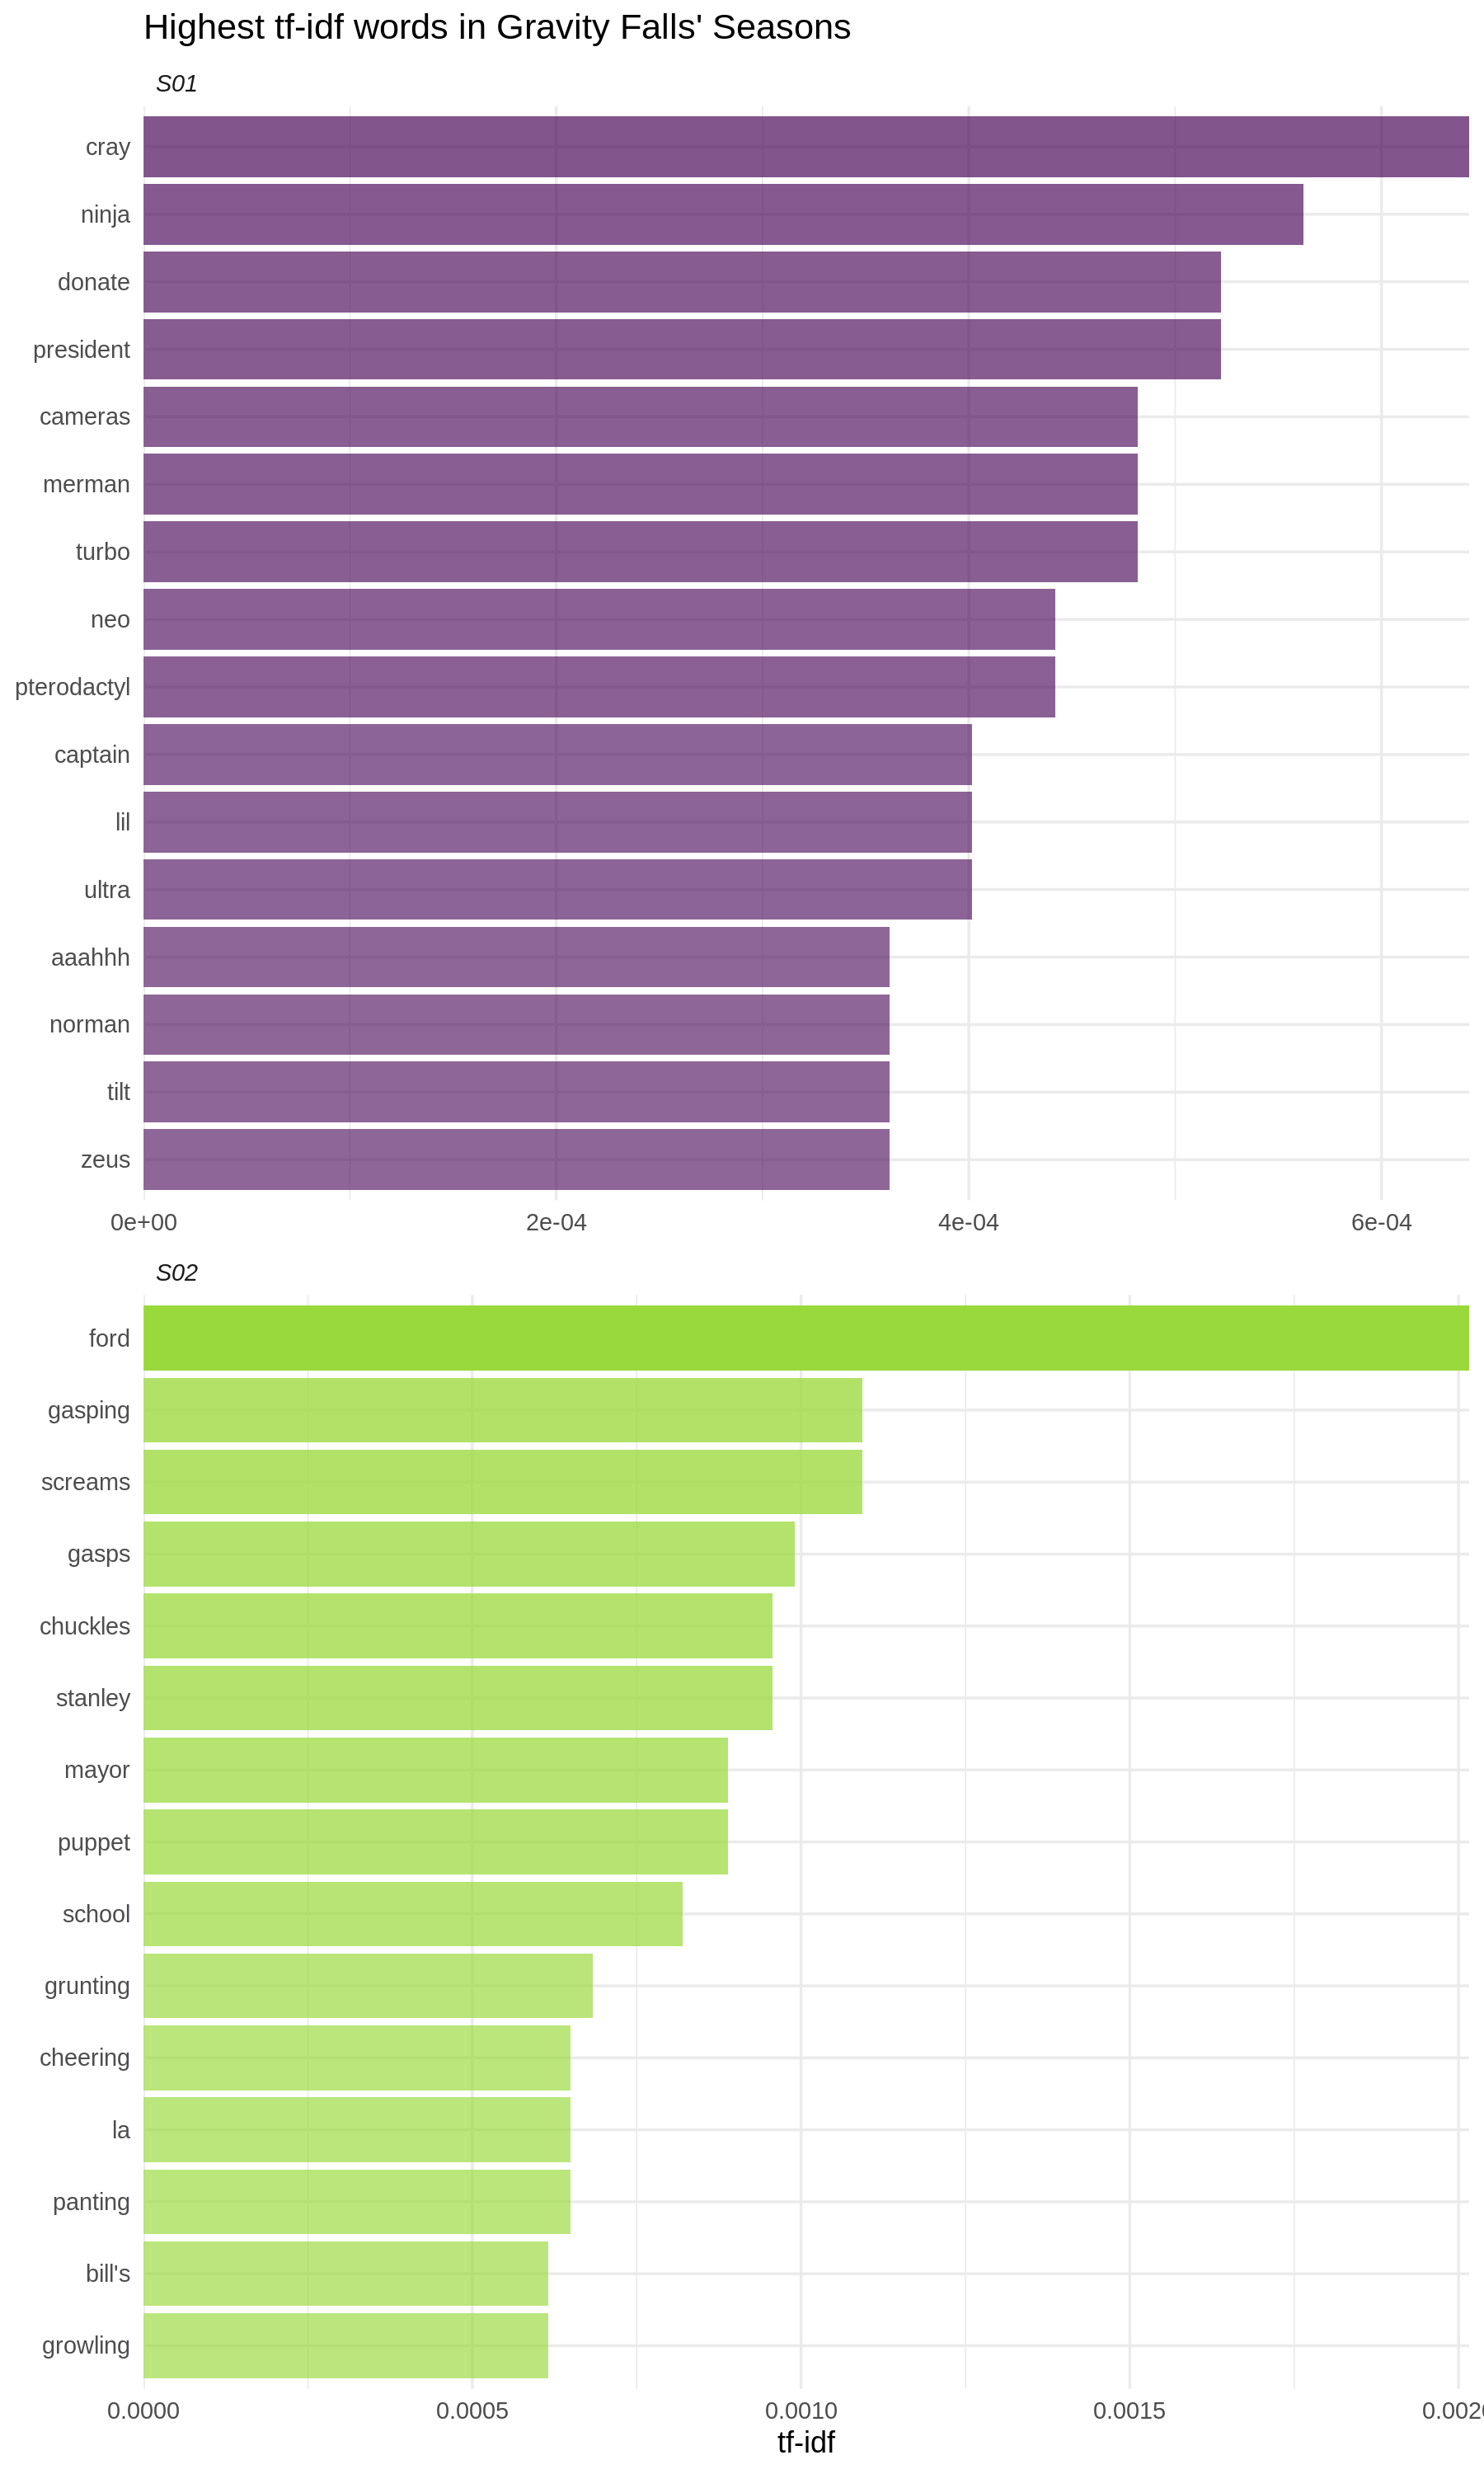 Highest tf-idf words in Gravity Falls' Seasons
S01
cray
ninja
donate
president
cameras
merman
turbo
neo
pterodactyl
captain
lil
ultra
aaahhh
norman
tilt
zeus
0e+00 2e-04 4e-04 6e-04
S02
ford
gasping
screams
gasps
chuckles
stanley
mayor
puppet
school
grunting
cheering
la
panting
bill's
growling
0.0000 0.0005 0.0010 0.0015 0.0020
tf-idf